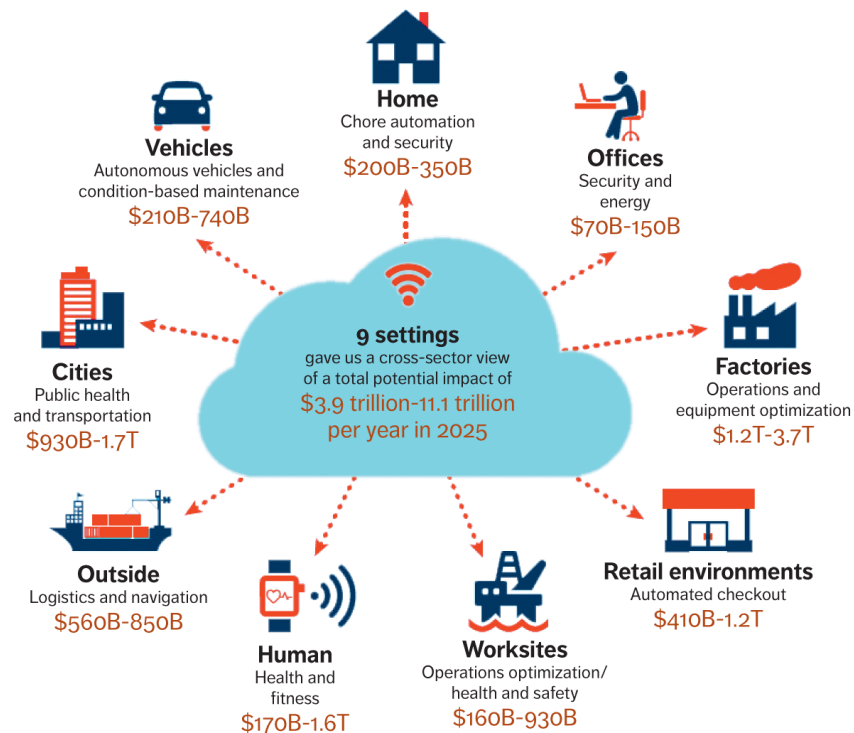 Home
Chore automation
and security
$200B-350B
Vehicles
Autonomous vehicles and
condition-based maintenance
$210B-740B
Offices
Security and
energy
$70B-150B
9 settings
gave us a cross-sector view
of a total potential impact of
$3.9 trillion-11.1 trillion
per year in 2025
Cities
Public health
and transportation
$930B-1.7T
Factories
Operations and
equipment optimization
$1.2T-3.7T
Outside
Logistics and navigation
$560B-850B
Human
Health and
fitness
$170B-1.6T
Worksites
Operations optimization/
health and safety
$160B-930B
Retail environments
Automated checkout
$410B-1.2T